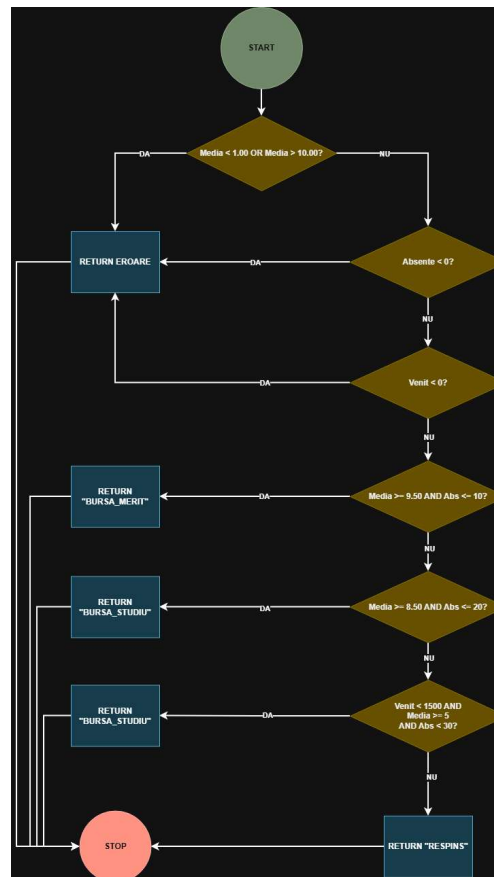 START
Media < 1.00 OR Media > 10.00?
DA
NU
RETURN EROARE
DA
Absente < 0?
NU
DA
Venit < 0?
NU
RETURN
"BURSA_MERIT"
DA
Media >= 9.50 AND Abs <= 10?
NU
RETURN
"BURSA_STUDIU"
DA
Media >= 8.50 AND Abs <= 20?
NU
RETURN
"BURSA_STUDIU"
DA
Venit < 1500 AND
Media >= 5
AND Abs < 30?
NU
STOP
RETURN "RESPINS"